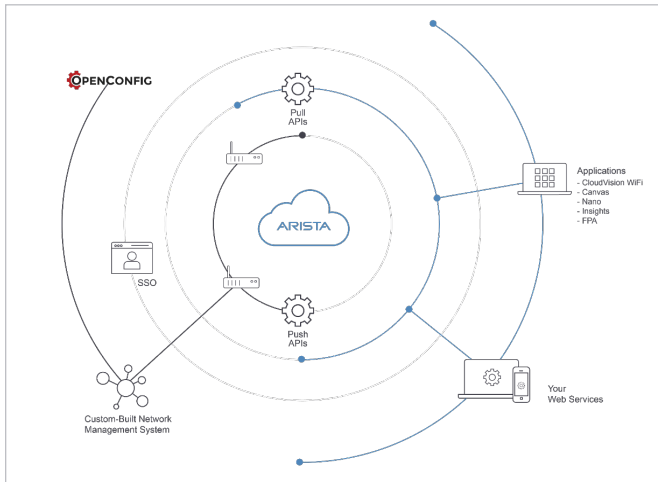 OPENCONFIG
Pull
APIs
ARISTA
Applications
- CloudVision WiFi
- Canvas
- Nano
- Insights
- FPA
SSO
Push
APIs
Your
Web Services
Custom-Built Network
Management System